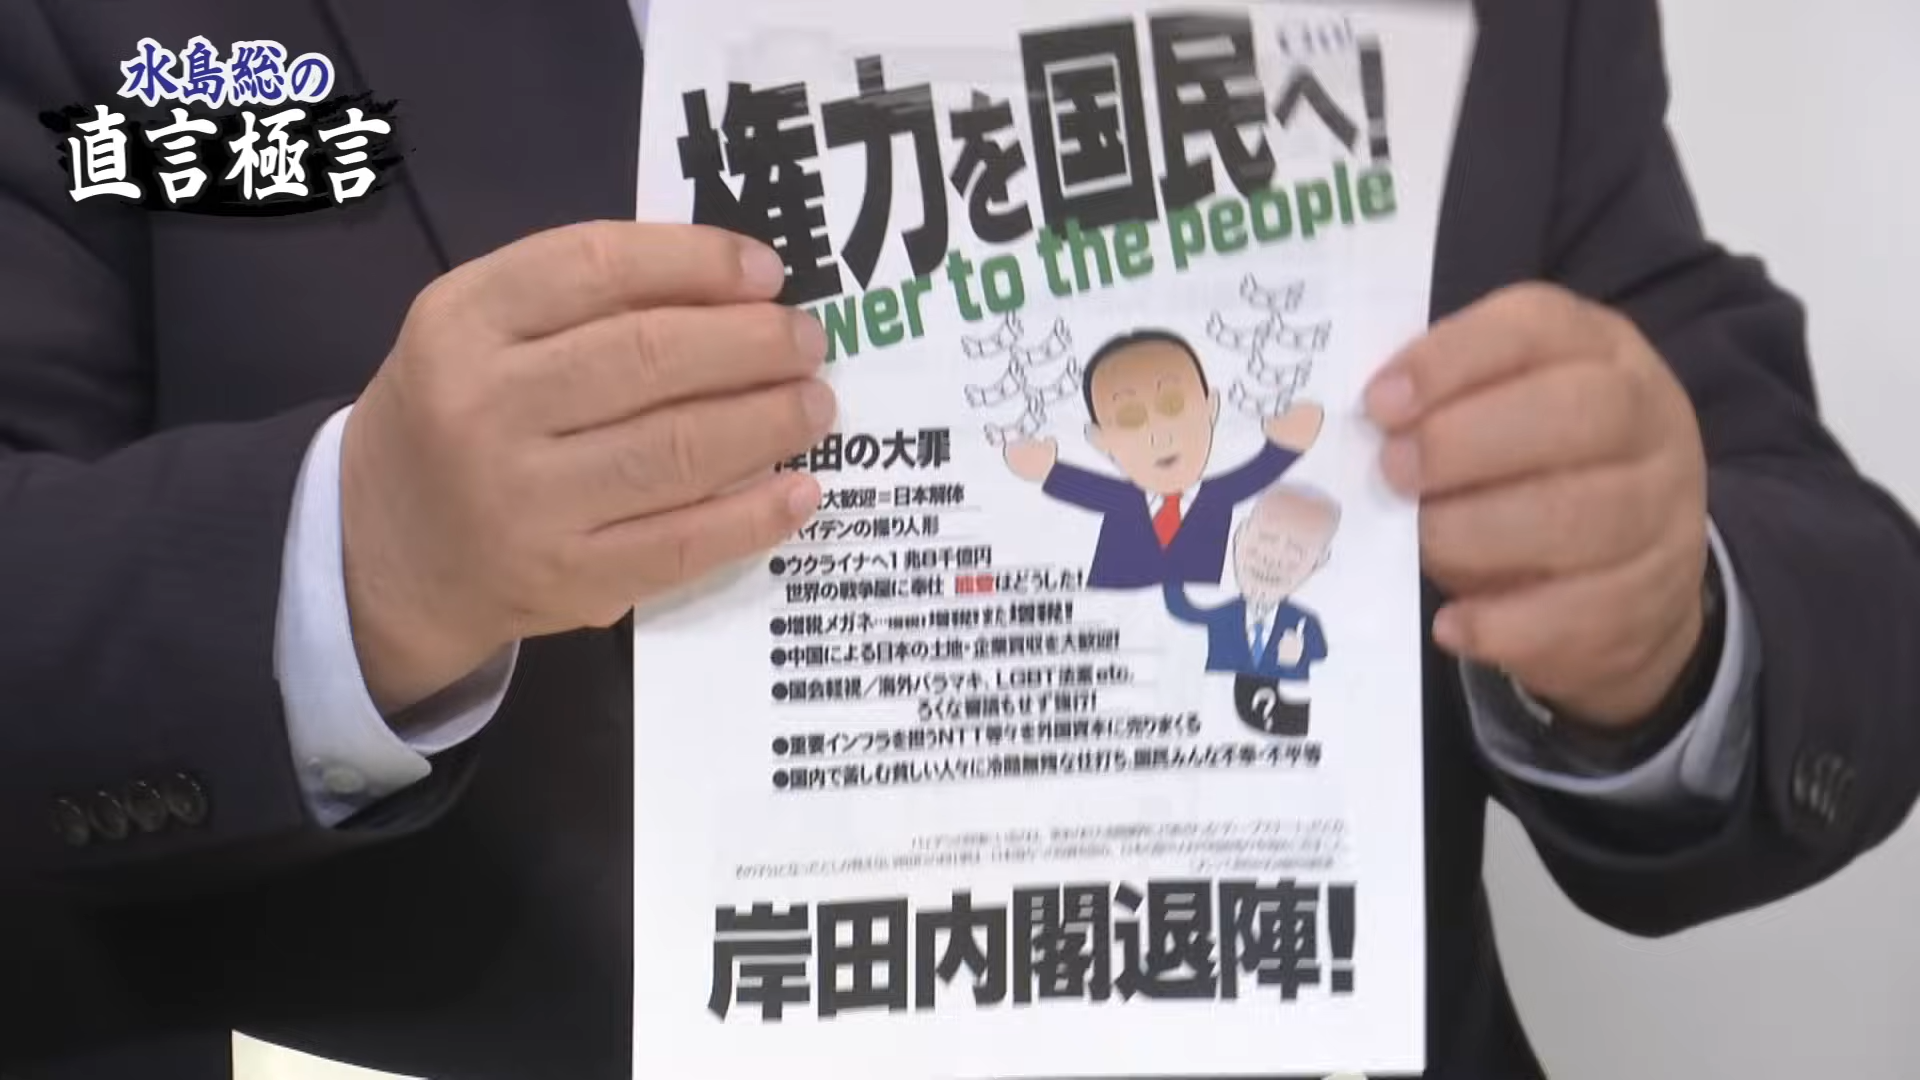 水島総の
直言極言
権力を国民へ!
wer to the people
岸田の大罪
大歓迎=日本解体
バイデンの操り人形
●ウクライナへ1兆8千億円
世界の戦争屋に奉仕 能登はどうした!
●増税メガネ…増税!増税!また増税!
●中国による日本の土地・企業買収を大歓迎!
●国会軽視/海外バラマキ、LGBT法案etc.
ろくな審議もせず強行!
●重要インフラを担うNTT等々を外国資本に売りまくる
●国内で苦しむ貧しい人々に冷酷無残な仕打ち、国民みんな不幸・不平等
?
岸田内閣退陣!